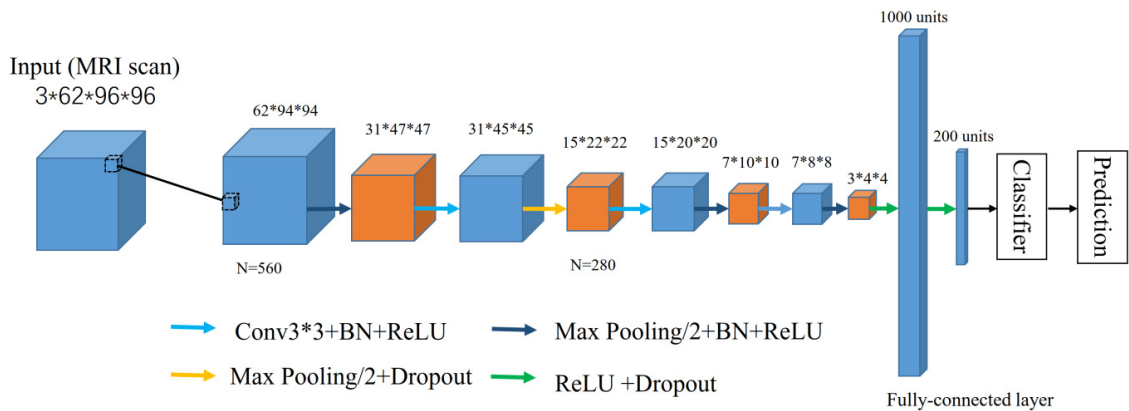 1000 units
Input (MRI scan)
3*62*96*96
62*94*94
31*47*47
31*45*45
15*22*22
15*20*20
7*10*10
7*8*8
3*4*4
200 units
Classifier
Prediction
N=560
N=280
Conv3*3+BN+ReLU
Max Pooling/2+BN+ReLU
Max Pooling/2+Dropout
ReLU +Dropout
Fully-connected layer